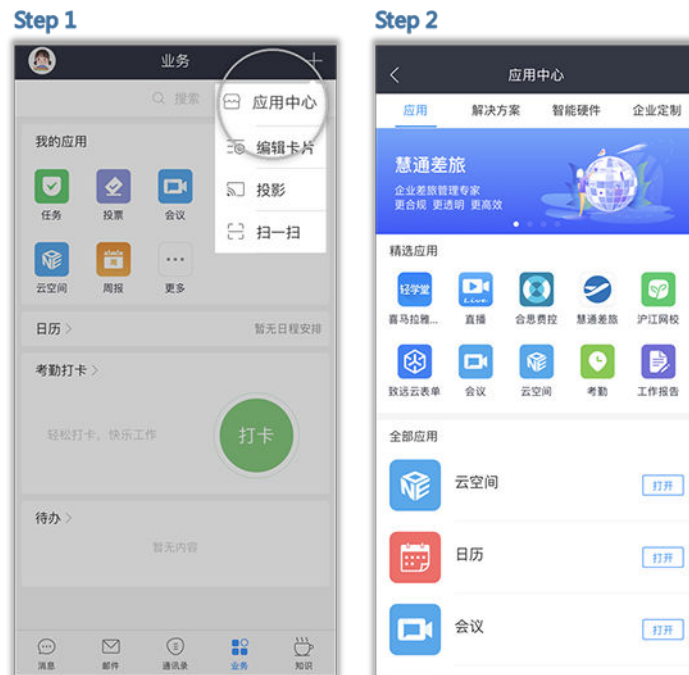 Step 1
业务
搜索
应用中心
编辑卡片
投影
扫一扫
我的应用
任务
投票
会议
云空间
周报
更多
日历
暂无日程安排
考勤打卡
轻松打卡，快乐工作
打卡
待办
暂无内容
消息
邮件
通讯录
业务
知识
Step 2
应用中心
应用
解决方案
智能硬件
企业定制
慧通差旅
企业差旅管理专家
更合规 更透明 更高效
精选应用
轻学堂
Live
喜马拉雅...
直播
合思费控
慧通差旅
沪江网校
致远云表单
会议
云空间
考勤
工作报告
全部应用
云空间
打开
日历
打开
会议
打开